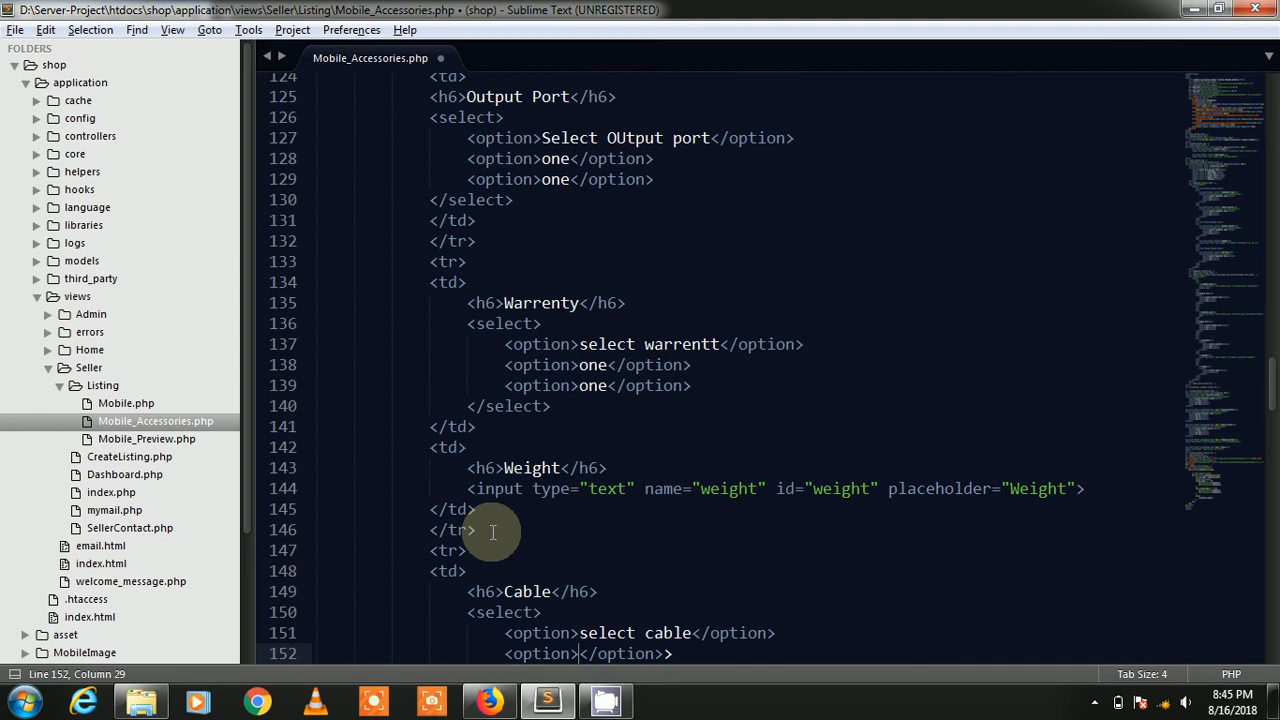 D:\Server-Project\htdocs\shop\application\views\Seller\Listing\Mobile_Accessories.php • (shop) - Sublime Text (UNREGISTERED)
File Edit Selection Find View Goto Tools Project Preferences Help
FOLDERS
shop
application
cache
config
controllers
core
helpers
hooks
language
libraries
logs
models
third_party
views
Admin
errors
Home
Seller
Listing
Mobile.php
Mobile_Accessories.php
Mobile_Preview.php
CreateListing.php
Dashboard.php
index.php
mymail.php
SellerContact.php
email.html
index.html
welcome_message.php
.htaccess
index.html
asset
MobileImage
Mobile_Accessories.php
124 <td>
125 <h6>Output Port</h6>
126 <select>
127 <option>Select OUtput port</option>
128 <option>one</option>
129 <option>one</option>
130 </select>
131 </td>
132 </tr>
133 <tr>
134 <td>
135 <h6>Warrenty</h6>
136 <select>
137 <option>select warrentt</option>
138 <option>one</option>
139 <option>one</option>
140 </select>
141 </td>
142 <td>
143 <h6>Weight</h6>
144 <input type="text" name="weight" id="weight" placeholder="Weight">
145 </td>
146 </tr>
147 <tr>
148 <td>
149 <h6>Cable</h6>
150 <select>
151 <option>select cable</option>
152 <option></option>>
Line 152, Column 29
Tab Size: 4
PHP
8:45 PM
8/16/2018